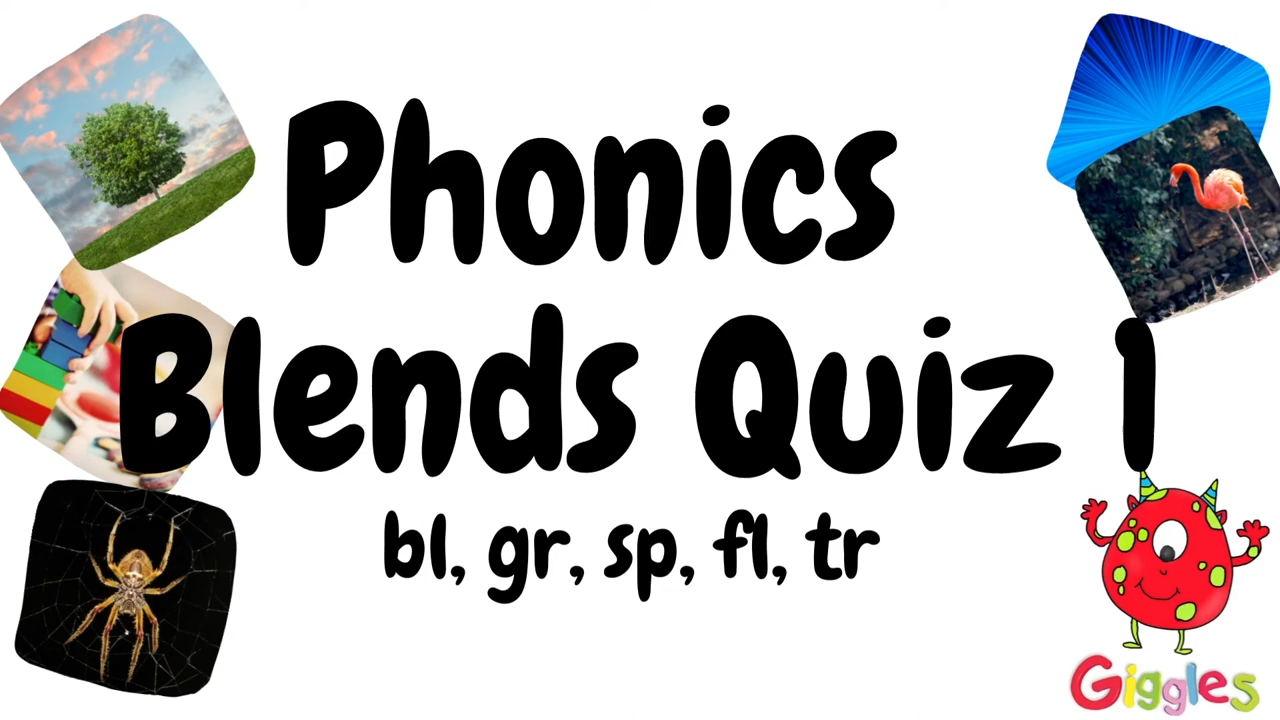 Phonics
Blends Quiz 1
bl, gr, sp, fl, tr
Giggles